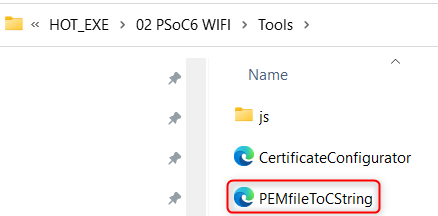 « HOT_EXE > 02 PSoC6 WIFI > Tools >
Name
js
CertificateConfigurator
PEMfileToCString